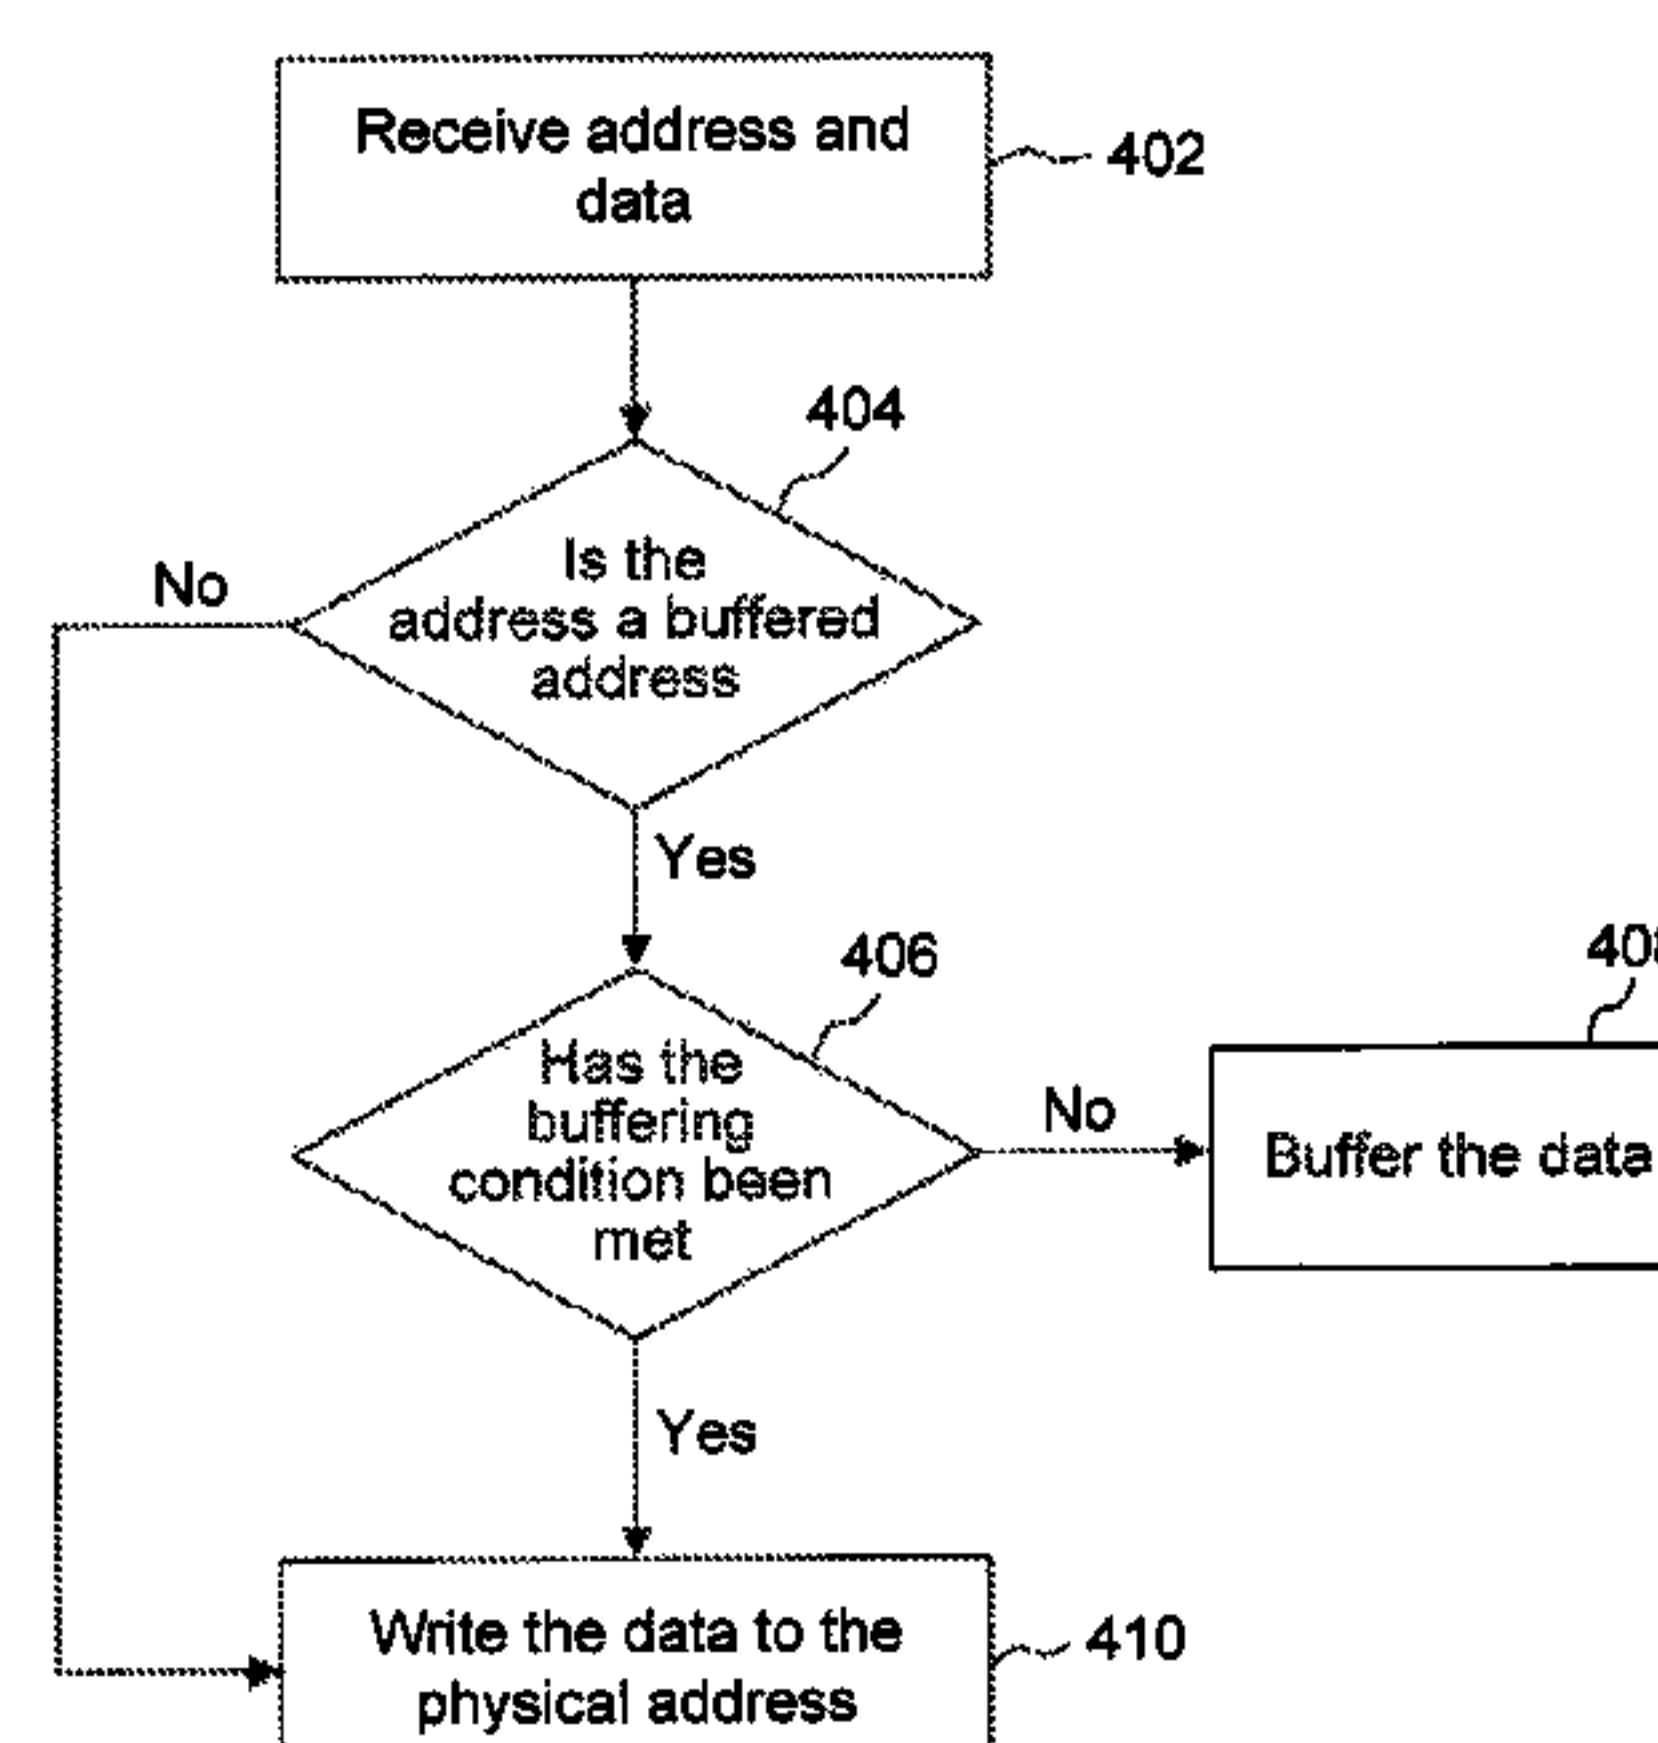 Receive address and
data
402
404
No
Is the
address a buffered
address
Yes
406
Has the
buffering
condition been
met
No
Buffer the data
Yes
Write the data to the
physical address
410